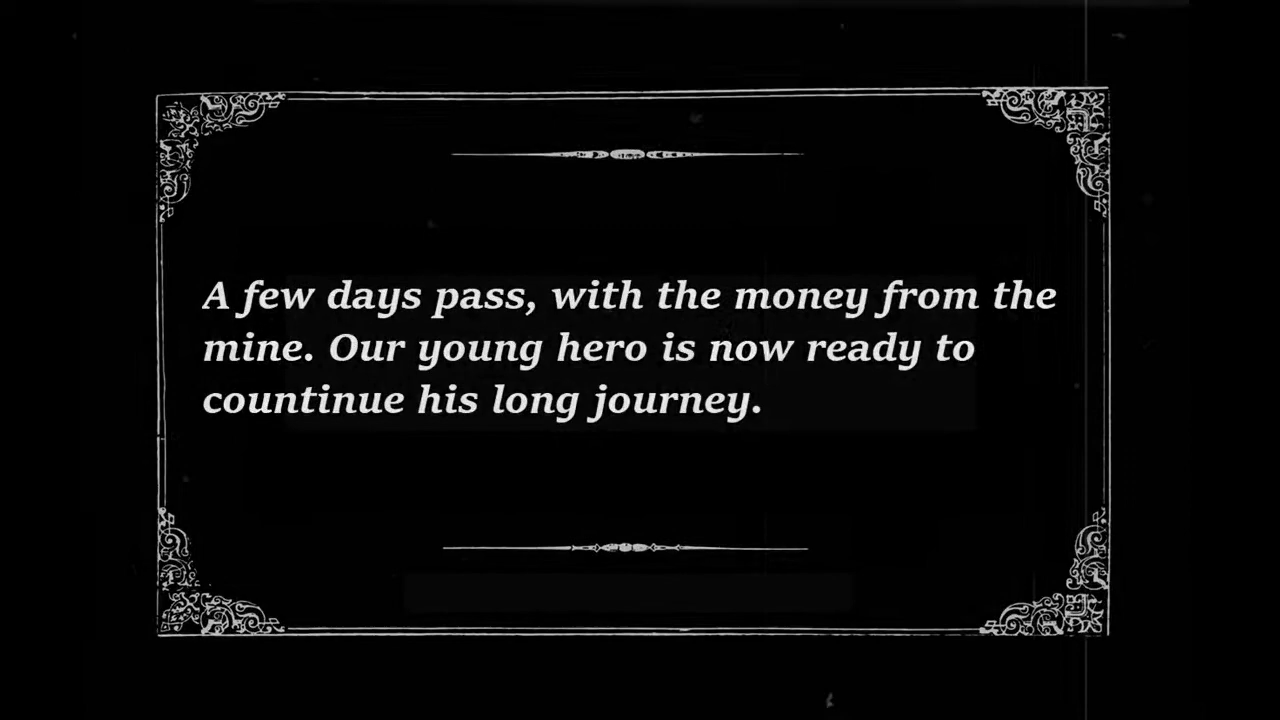 A few days pass, with the money from the
mine. Our young hero is now ready to
countinue his long journey.